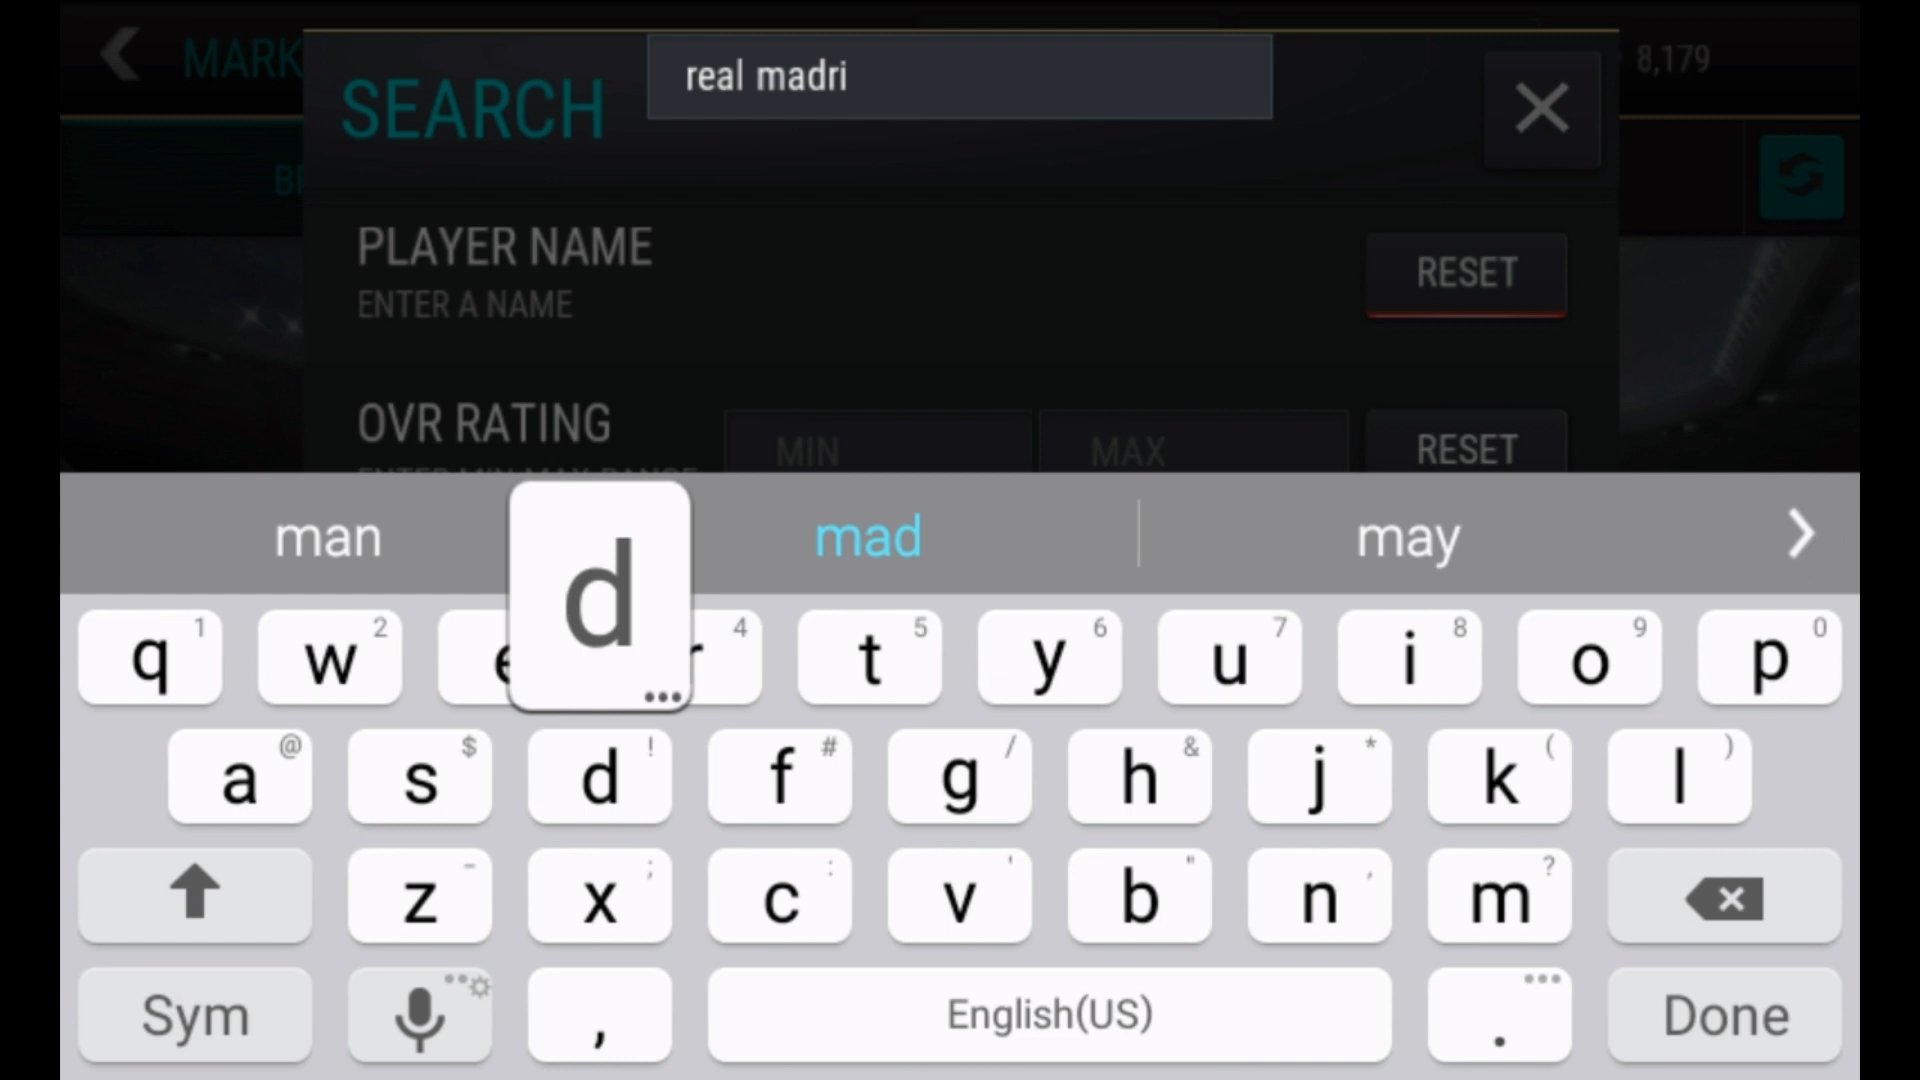 MARK
SEARCH
real madri
8,179
PLAYER NAME
ENTER A NAME
RESET
OVR RATING
MIN
MAX
RESET
man
mad
may
d
q 1 w 2 e r 4 t 5 y 6 u 7 i 8 o 9 p 0
a @ s $ d ! f # g / h & j * k ( l )
z - x ; c : v ' b " n , m ?
Sym , English(US) . Done